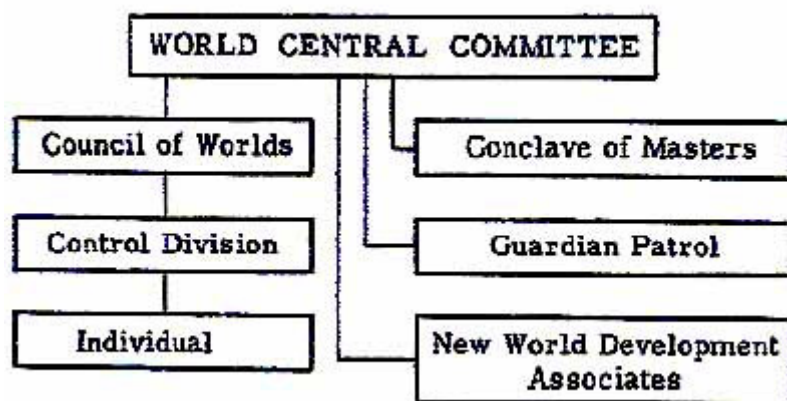 WORLD CENTRAL COMMITTEE
Council of Worlds
Control Division
Individual
Conclave of Masters
Guardian Patrol
New World Development
Associates